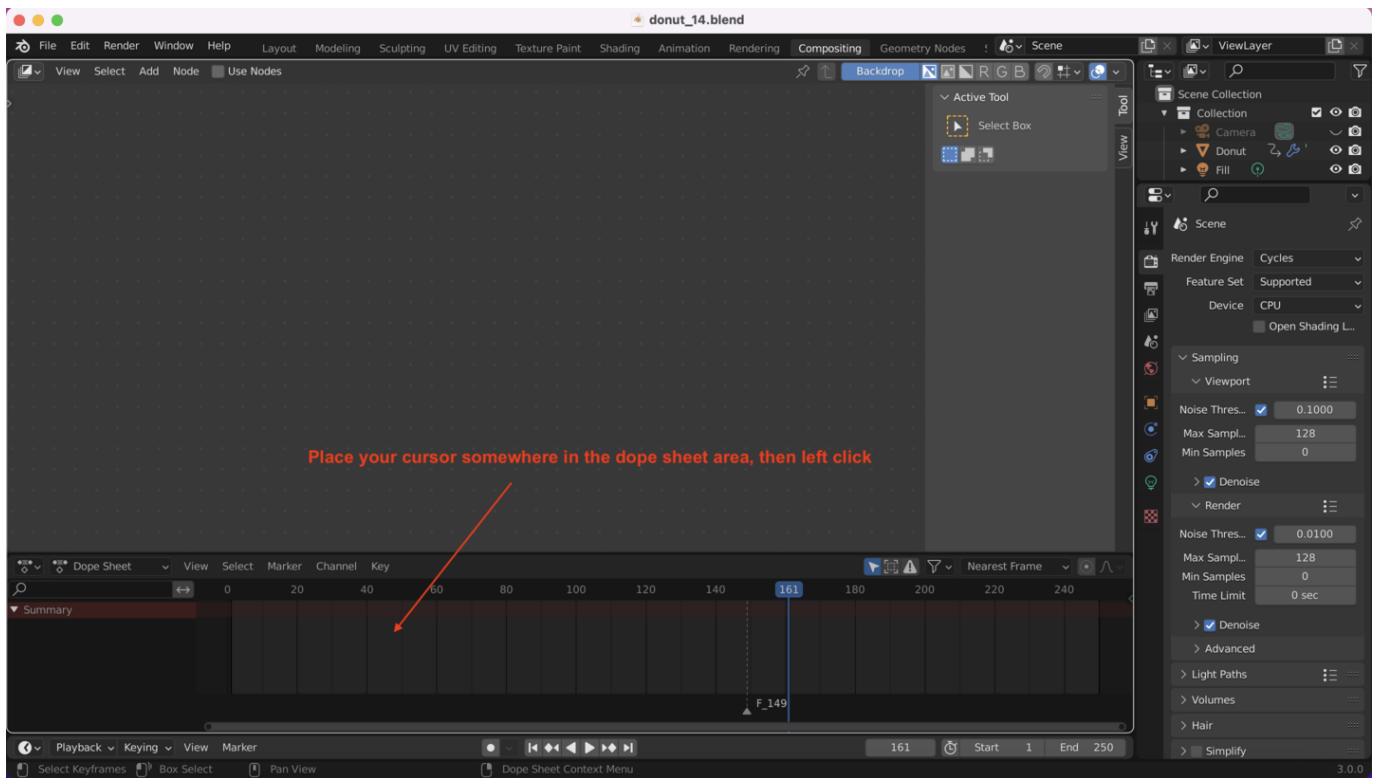 donut_14.blend
File Edit Render Window Help Layout Modeling Sculpting UV Editing Texture Paint Shading Animation Rendering Compositing Geometry Nodes Scene ViewLayer
View Select Add Node Use Nodes Backdrop R G B
Active Tool
Select Box
Tool
View
Scene Collection
Collection
Camera
Donut
Fill
Scene
Render Engine Cycles
Feature Set Supported
Device CPU
Open Shading L...
Sampling
Viewport
Noise Thres... 0.1000
Max Sampl... 128
Min Samples 0
Denoise
Render
Noise Thres... 0.0100
Max Sampl... 128
Min Samples 0
Time Limit 0 sec
Denoise
Advanced
Light Paths
Volumes
Hair
Simplify
Place your cursor somewhere in the dope sheet area, then left click
Dope Sheet View Select Marker Channel Key Nearest Frame
0 20 40 60 80 100 120 140 161 180 200 220 240
Summary
F_149
Playback Keying View Marker 161 Start 1 End 250
Select Keyframes Box Select Pan View Dope Sheet Context Menu 3.0.0